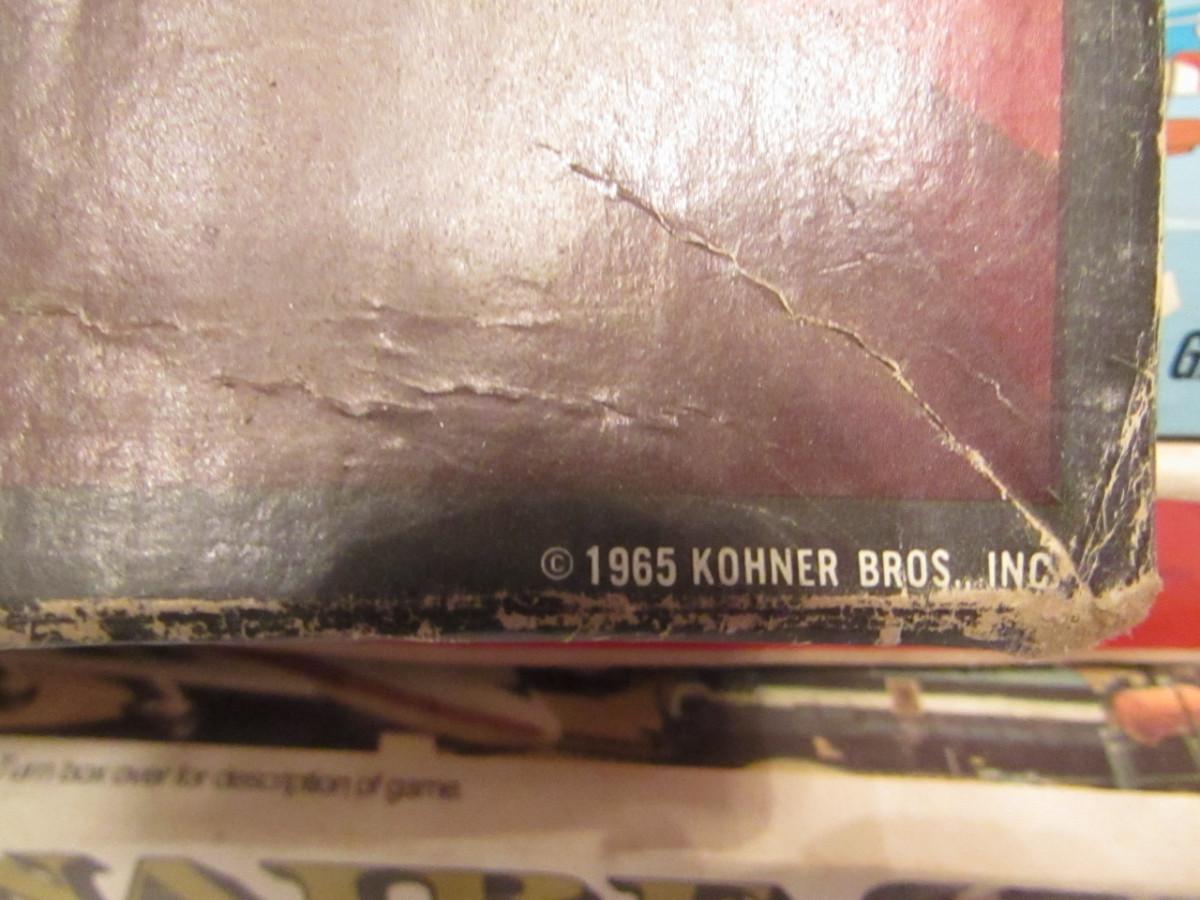 G
© 1965 KOHNER BROS., INC.
Turn box over for description of game